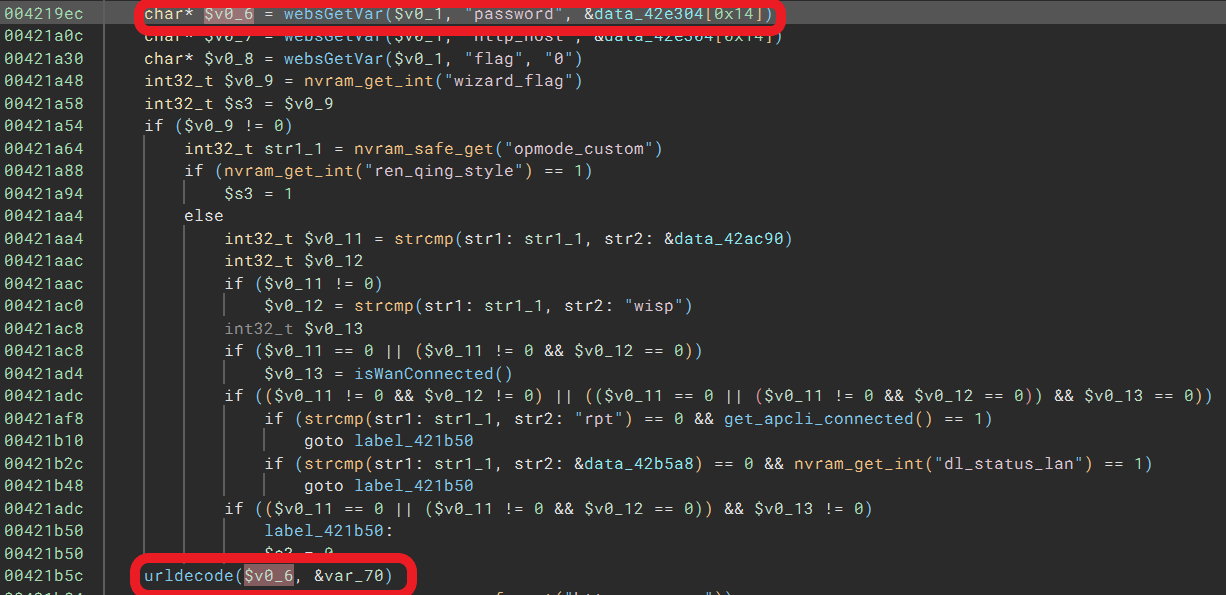 004219ec char* $v0_6 = websGetVar($v0_1, "password", &data_42e304[0x14])
00421a0c char* $v0_7 = websGetVar($v0_1, "http_host", &data_42e304[0x14])
00421a30 char* $v0_8 = websGetVar($v0_1, "flag", "0")
00421a48 int32_t $v0_9 = nvram_get_int("wizard_flag")
00421a58 int32_t $s3 = $v0_9
00421a54 if ($v0_9 != 0)
00421a64 int32_t str1_1 = nvram_safe_get("opmode_custom")
00421a88 if (nvram_get_int("ren_qing_style") == 1)
00421a94 $s3 = 1
00421aa4 else
00421aa4 int32_t $v0_11 = strcmp(str1: str1_1, str2: &data_42ac90)
00421aac int32_t $v0_12
00421aac if ($v0_11 != 0)
00421ac0 $v0_12 = strcmp(str1: str1_1, str2: "wisp")
00421ac8 int32_t $v0_13
00421ac8 if ($v0_11 == 0 || ($v0_11 != 0 && $v0_12 == 0))
00421ad4 $v0_13 = isWanConnected()
00421adc if (($v0_11 != 0 && $v0_12 != 0) || (($v0_11 == 0 || ($v0_11 != 0 && $v0_12 == 0)) && $v0_13 == 0))
00421af8 if (strcmp(str1: str1_1, str2: "rpt") == 0 && get_apcli_connected() == 1)
00421b10 goto label_421b50
00421b2c if (strcmp(str1: str1_1, str2: &data_42b5a8) == 0 && nvram_get_int("dl_status_lan") == 1)
00421b48 goto label_421b50
00421adc if (($v0_11 == 0 || ($v0_11 != 0 && $v0_12 == 0)) && $v0_13 != 0)
00421b50 label_421b50:
00421b50 $s3 = 0
00421b5c urldecode($v0_6, &var_70)